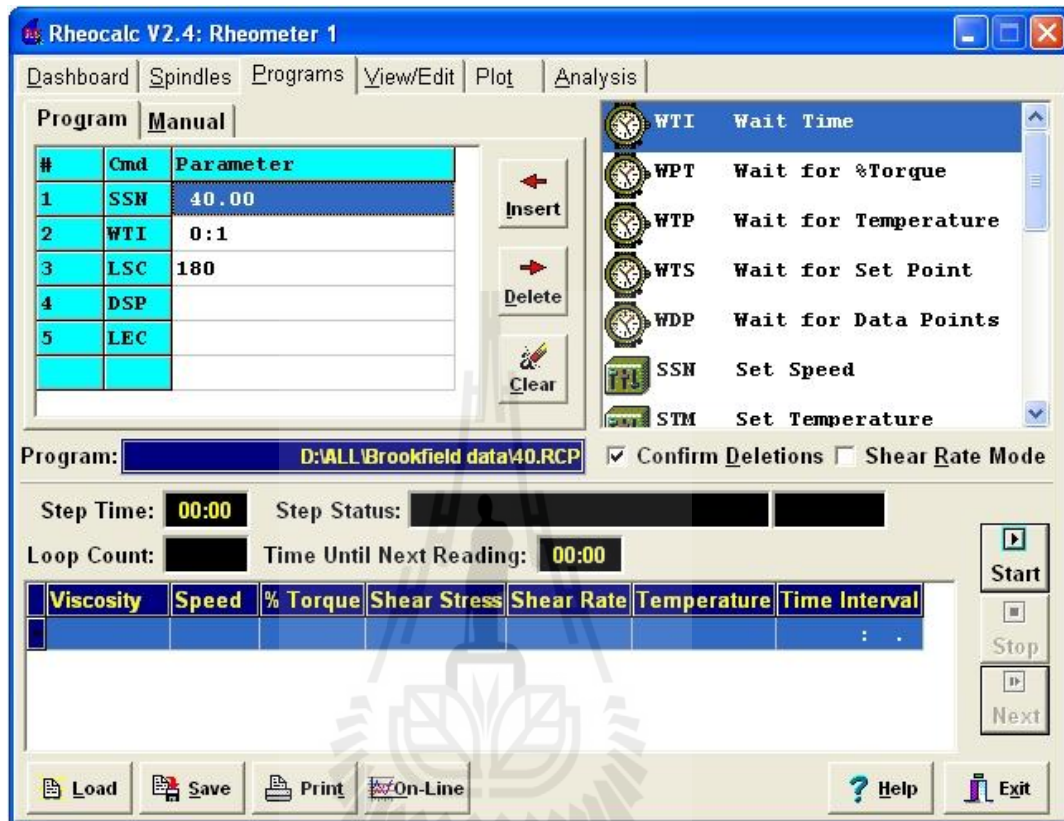 Rheocalc V2.4: Rheometer 1
Dashboard Spindles Programs View/Edit Plot Analysis
Program Manual
# Cmd Parameter
1 SSN 40.00
2 WTI 0:1
3 LSC 180
4 DSP
5 LEC
Insert
Delete
Clear
WTI Wait Time
WPT Wait for %Torque
WTP Wait for Temperature
WTS Wait for Set Point
WDP Wait for Data Points
SSN Set Speed
STM Set Temperature
Program: D:\ALL\Brookfield data\40.RCP Confirm Deletions Shear Rate Mode
Step Time: 00:00 Step Status:
Loop Count: Time Until Next Reading: 00:00
Viscosity Speed % Torque Shear Stress Shear Rate Temperature Time Interval
: .
Start
Stop
Next
Load Save Print On-Line ? Help Exit